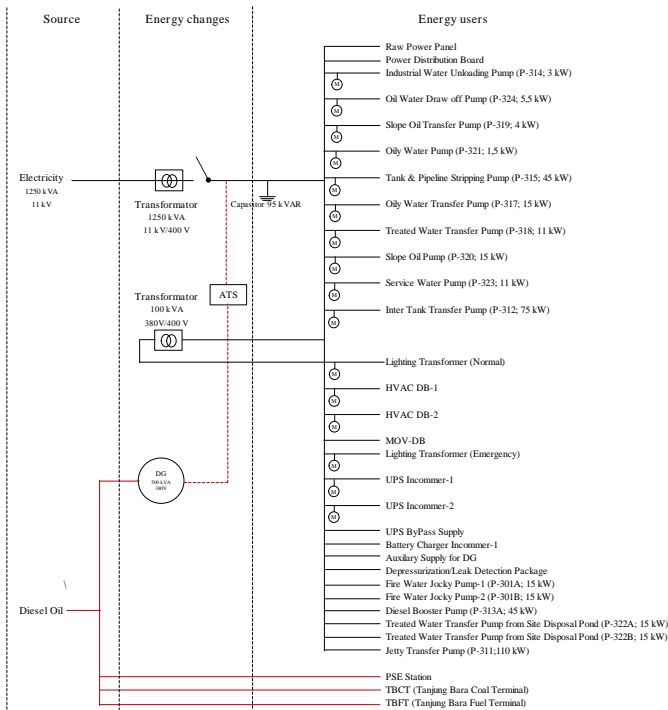 Source
Energy changes
Energy users
Raw Power Panel
Power Distribution Board
Industrial Water Unloading Pump (P-314; 3 kW)
M
Oil Water Draw off Pump (P-324; 5,5 kW)
M
Slope Oil Transfer Pump (P-319; 4 kW)
M
Oily Water Pump (P-321; 1,5 kW)
M
Electricity
1250 kVA
11 kV
Transformator
1250 kVA
11 kV/400 V
Capasitor 95 kVAR
Tank & Pipeline Stripping Pump (P-315; 45 kW)
M
Oily Water Transfer Pump (P-317; 15 kW)
M
Treated Water Transfer Pump (P-318; 11 kW)
M
Slope Oil Pump (P-320; 15 kW)
M
Service Water Pump (P-323; 11 kW)
M
Inter Tank Transfer Pump (P-312; 75 kW)
M
ATS
Transformator
100 kVA
380V/400 V
Lighting Transformer (Normal)
M
HVAC DB-1
M
HVAC DB-2
M
MOV-DB
Lighting Transformer (Emergency)
M
DG
500 kVA
380V
UPS Incommer-1
M
UPS Incommer-2
M
UPS ByPass Supply
Battery Charger Incommer-1
Auxilary Supply for DG
Depressurization/Leak Detection Package
Fire Water Jocky Pump-1 (P-301A; 15 kW)
Fire Water Jocky Pump-2 (P-301B; 15 kW)
\
Diesel Oil
Diesel Booster Pump (P-313A; 45 kW)
Treated Water Transfer Pump from Site Disposal Pond (P-322A; 15 kW)
Treated Water Transfer Pump from Site Disposal Pond (P-322B; 15 kW)
Jetty Transfer Pump (P-311;110 kW)
PSE Station
TBCT (Tanjung Bara Coal Terminal)
TBFT (Tanjung Bara Fuel Terminal)